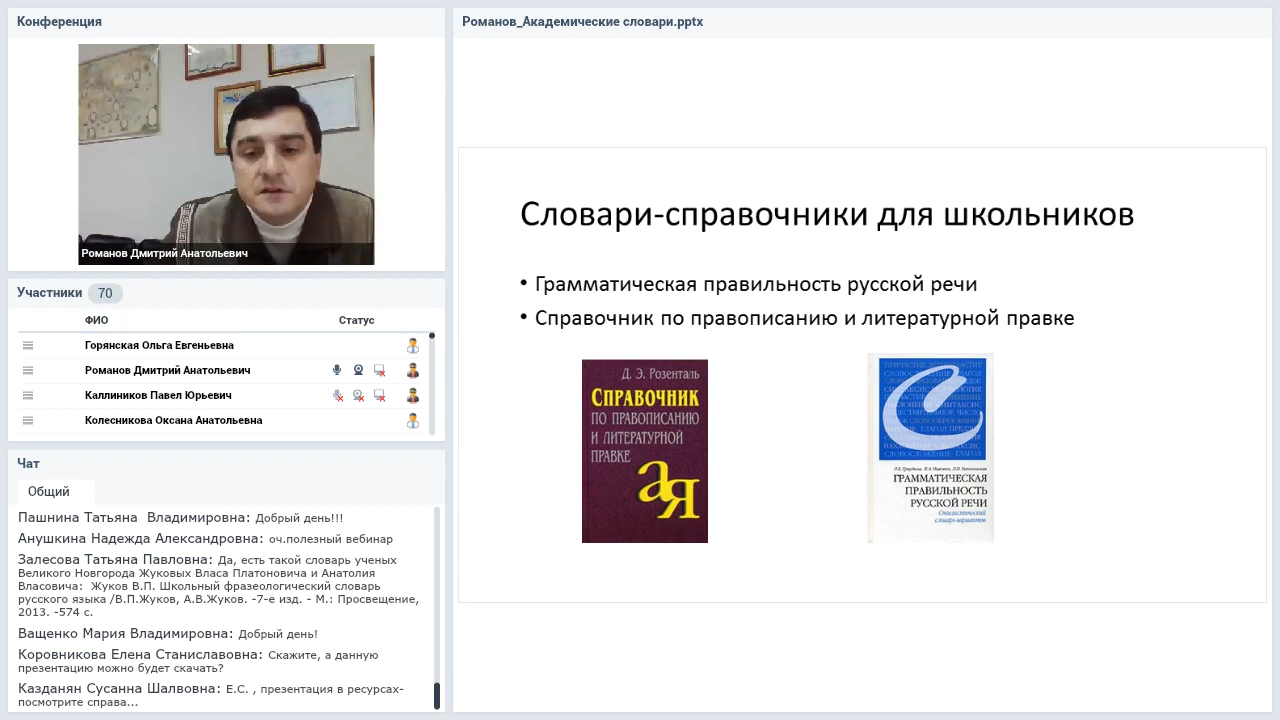 Конференция
Романов Дмитрий Анатольевич
Участники 70
ФИО Статус
Горянская Ольга Евгеньевна
Романов Дмитрий Анатольевич
Каллиников Павел Юрьевич
Колесникова Оксана Анатольевна
Чат
Общий
Пашнина Татьяна Владимировна: Добрый день!!!
Анушкина Надежда Александровна: оч.полезный вебинар
Залесова Татьяна Павловна: Да, есть такой словарь ученых
Великого Новгорода Жуковых Власа Платоновича и Анатолия
Власовича: Жуков В.П. Школьный фразеологический словарь
русского языка /В.П.Жуков, А.В.Жуков. -7-е изд. - М.: Просвещение,
2013. -574 с.
Ващенко Мария Владимировна: Добрый день!
Коровникова Елена Станиславовна: Скажите, а данную
презентацию можно будет скачать?
Казданян Сусанна Шалвовна: Е.С. , презентация в ресурсах-
посмотрите справа...
Романов_Академические словари.pptx
Словари-справочники для школьников
• Грамматическая правильность русской речи
• Справочник по правописанию и литературной правке
Д. Э. Розенталь
СПРАВОЧНИК
ПО ПРАВОПИСАНИЮ
И ЛИТЕРАТУРНОЙ
ПРАВКЕ
а
Я
ГРАММАТИЧЕСКАЯ
ПРАВИЛЬНОСТЬ
РУССКОЙ РЕЧИ
Стилистический
словарь вариантов